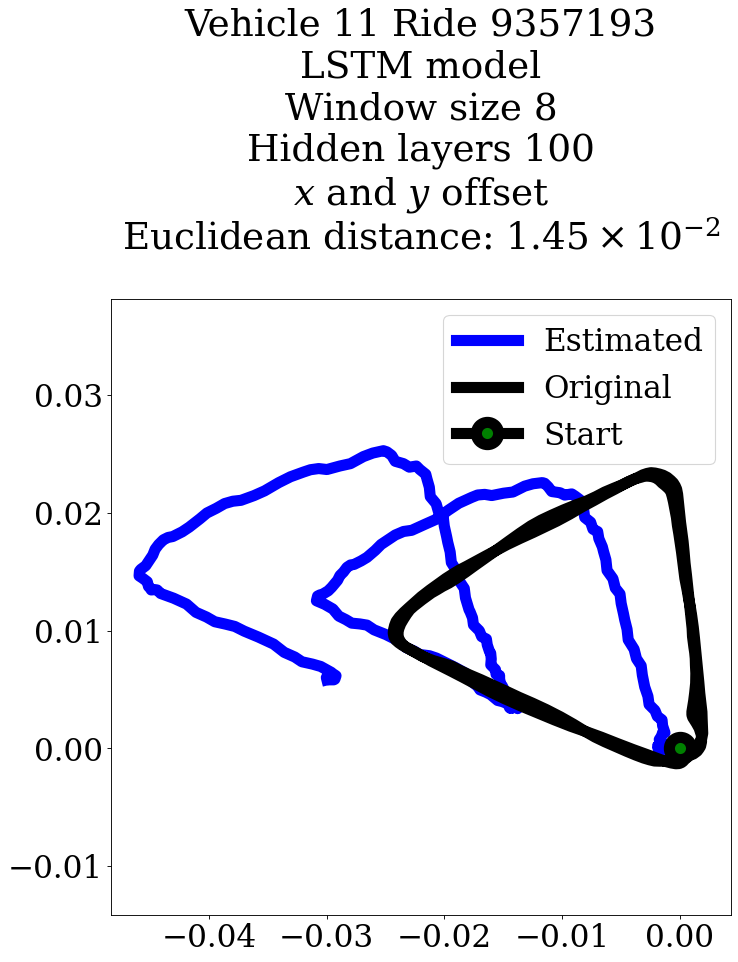 Vehicle 11 Ride 9357193
LSTM model
Window size 8
Hidden layers 100
x and y offset
Euclidean distance: 1.45 × 10⁻²
Estimated
Original
Start
0.03
0.02
0.01
0.00
−0.01
−0.04 −0.03 −0.02 −0.01 0.00